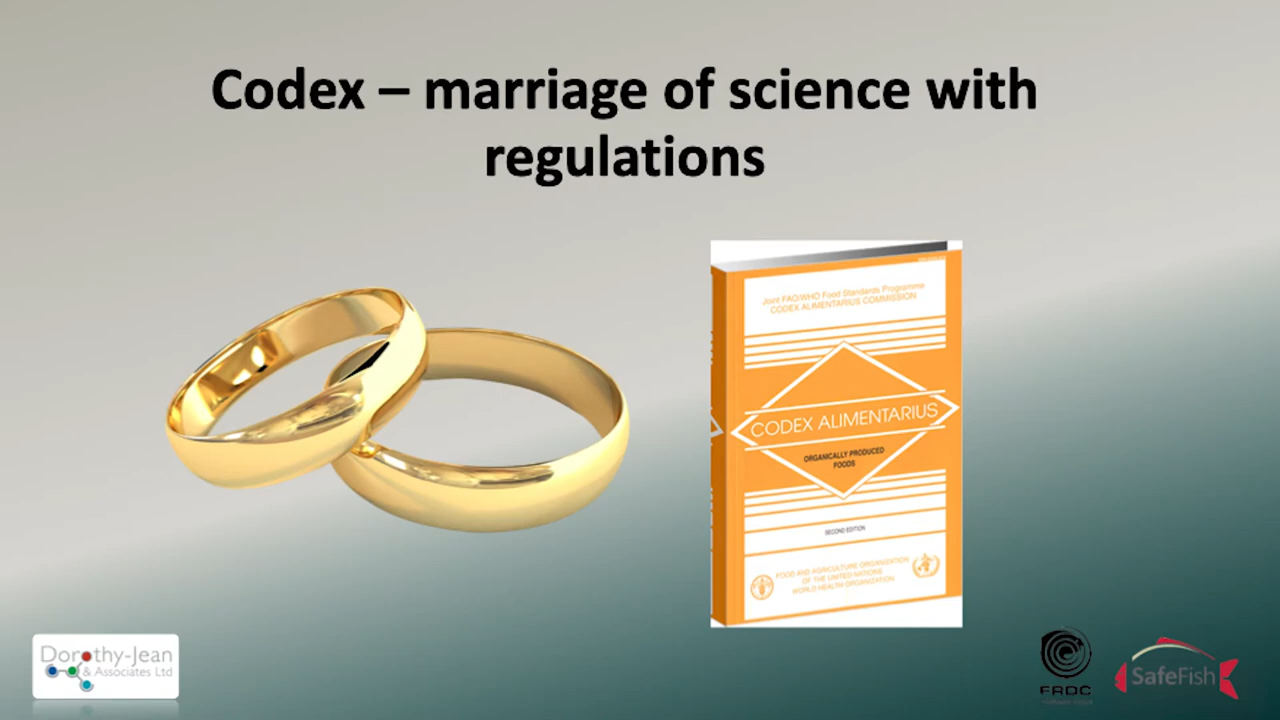 Codex – marriage of science with
regulations
Joint FAO/WHO Food Standards Programme
CODEX ALIMENTARIUS COMMISSION
CODEX ALIMENTARIUS
ORGANICALLY PRODUCED
FOODS
SECOND EDITION
FOOD AND AGRICULTURE ORGANIZATION
OF THE UNITED NATIONS
WORLD HEALTH ORGANIZATION
Dorothy-Jean
& Associates Ltd
FRDC
SafeFish